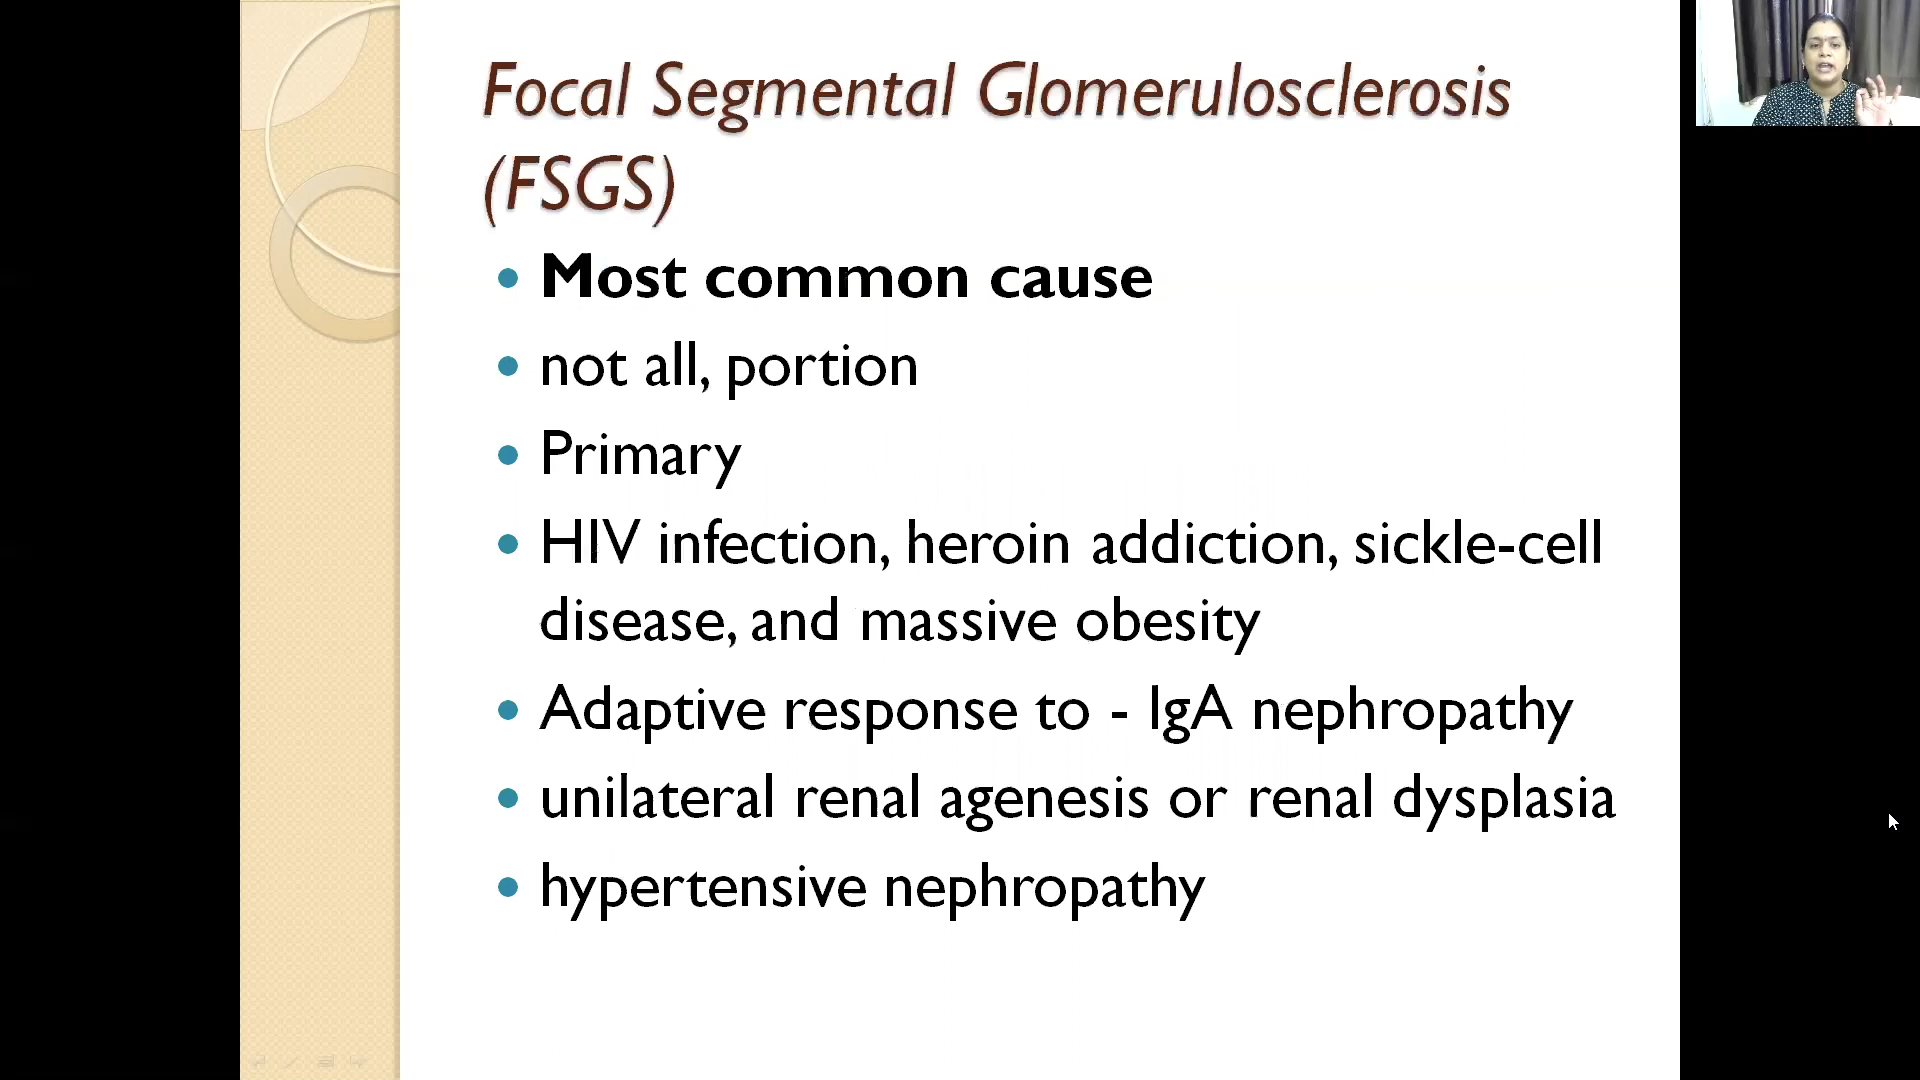 Focal Segmental Glomerulosclerosis
(FSGS)
• Most common cause
• not all, portion
• Primary
• HIV infection, heroin addiction, sickle-cell
disease, and massive obesity
• Adaptive response to - IgA nephropathy
• unilateral renal agenesis or renal dysplasia
• hypertensive nephropathy